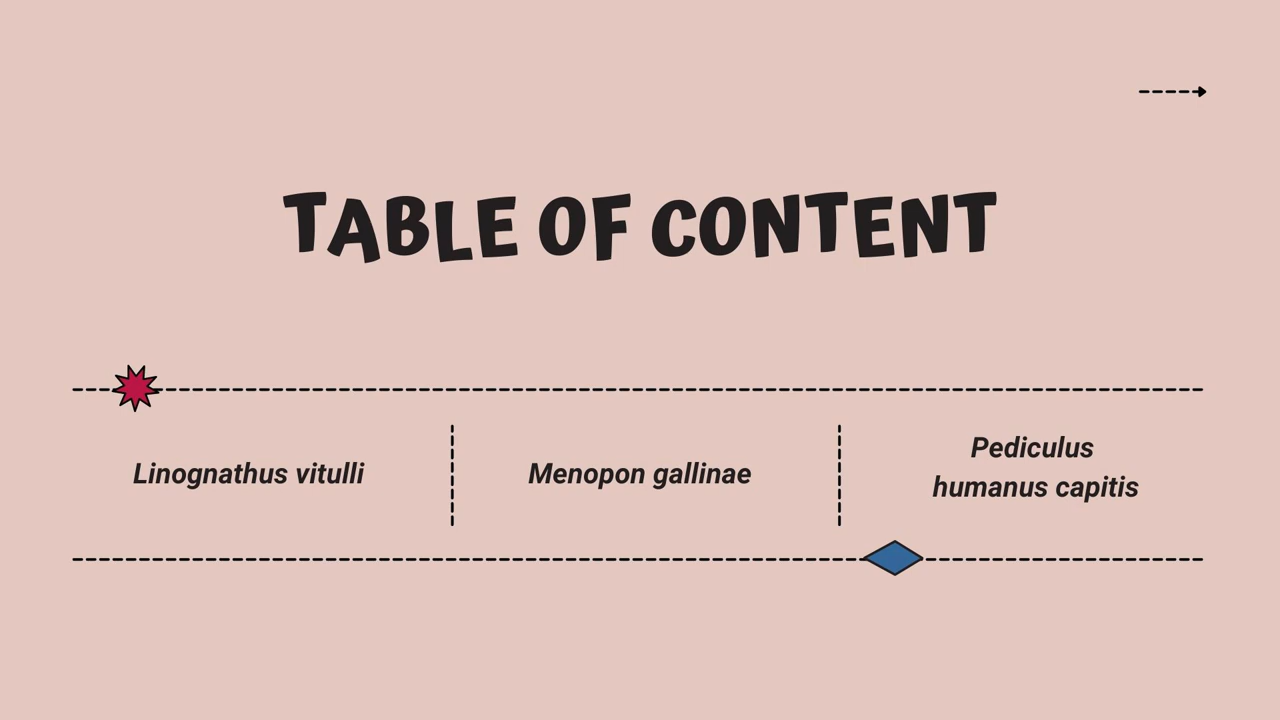 TABLE OF CONTENT
Linognathus vitulli
Menopon gallinae
Pediculus
humanus capitis